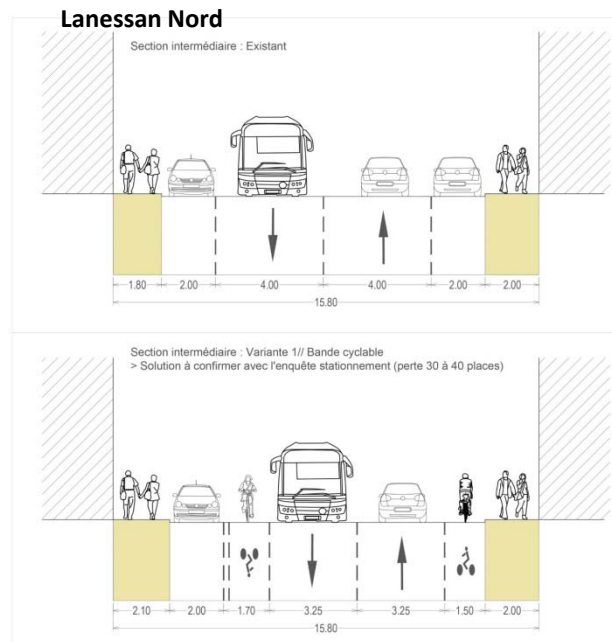 Lanessan Nord
Section intermédiaire : Existant
1.80 2.00 4.00 4.00 2.00 2.00
15.80
Section intermédiaire : Variante 1// Bande cyclable
> Solution à confirmer avec l'enquête stationnement (perte 30 à 40 places)
2.10 2.00 1.70 3.25 3.25 1.50 2.00
15.80